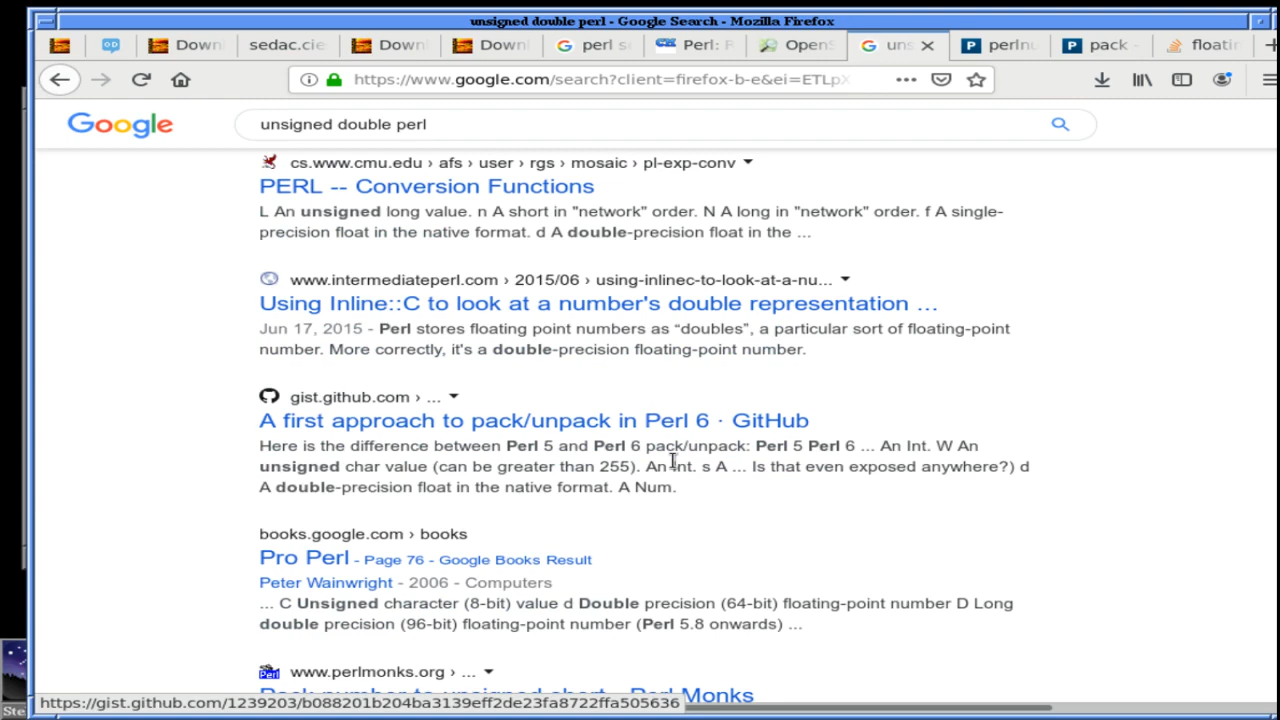 unsigned double perl - Google Search - Mozilla Firefox
Down
sedac.cie
Down
Down
perl s
Perl: F
Open
uns
perlnu
pack -
floatin
https://www.google.com/search?client=firefox-b-e&ei=ETLpX
Google
unsigned double perl
cs.www.cmu.edu › afs › user › rgs › mosaic › pl-exp-conv
PERL -- Conversion Functions
L An unsigned long value. n A short in "network" order. N A long in "network" order. f A single-
precision float in the native format. d A double-precision float in the ...
www.intermediateperl.com › 2015/06 › using-inlinec-to-look-at-a-nu...
Using Inline::C to look at a number's double representation ...
Jun 17, 2015 - Perl stores floating point numbers as “doubles”, a particular sort of floating-point
number. More correctly, it's a double-precision floating-point number.
gist.github.com › ...
A first approach to pack/unpack in Perl 6 · GitHub
Here is the difference between Perl 5 and Perl 6 pack/unpack: Perl 5 Perl 6 ... An Int. W An
unsigned char value (can be greater than 255). An Int. s A ... Is that even exposed anywhere?) d
A double-precision float in the native format. A Num.
books.google.com › books
Pro Perl - Page 76 - Google Books Result
Peter Wainwright - 2006 - Computers
... C Unsigned character (8-bit) value d Double precision (64-bit) floating-point number D Long
double precision (96-bit) floating-point number (Perl 5.8 onwards) ...
www.perlmonks.org › ...
Pack number to unsigned short - Perl Monks
https://gist.github.com/1239203/b088201b204ba3139eff2de23fa8722ffa505636
Ste